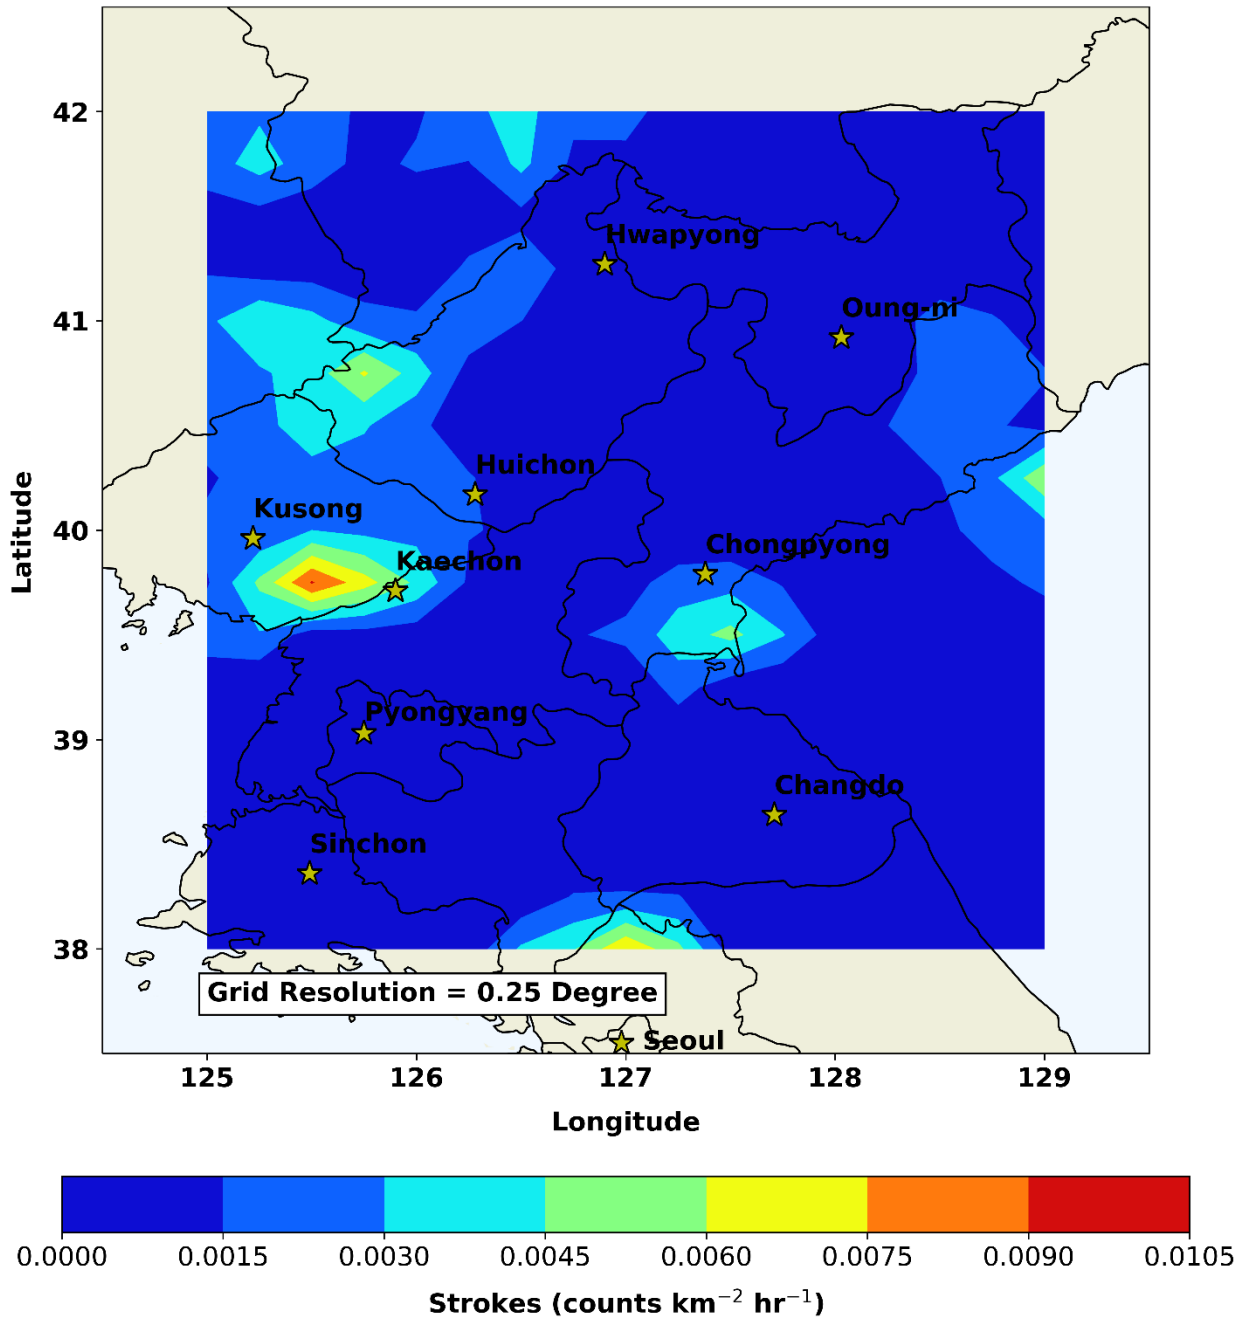 42
Hwapyong
Oung-ni
41
Huichon
Kusong
40
Kaechon
Chongpyong
Latitude
Pyongyang
39
Changdo
Sinchon
38
Grid Resolution = 0.25 Degree
Seoul
125 126 127 128 129
Longitude
0.0000 0.0015 0.0030 0.0045 0.0060 0.0075 0.0090 0.0105
Strokes (counts km⁻² hr⁻¹)